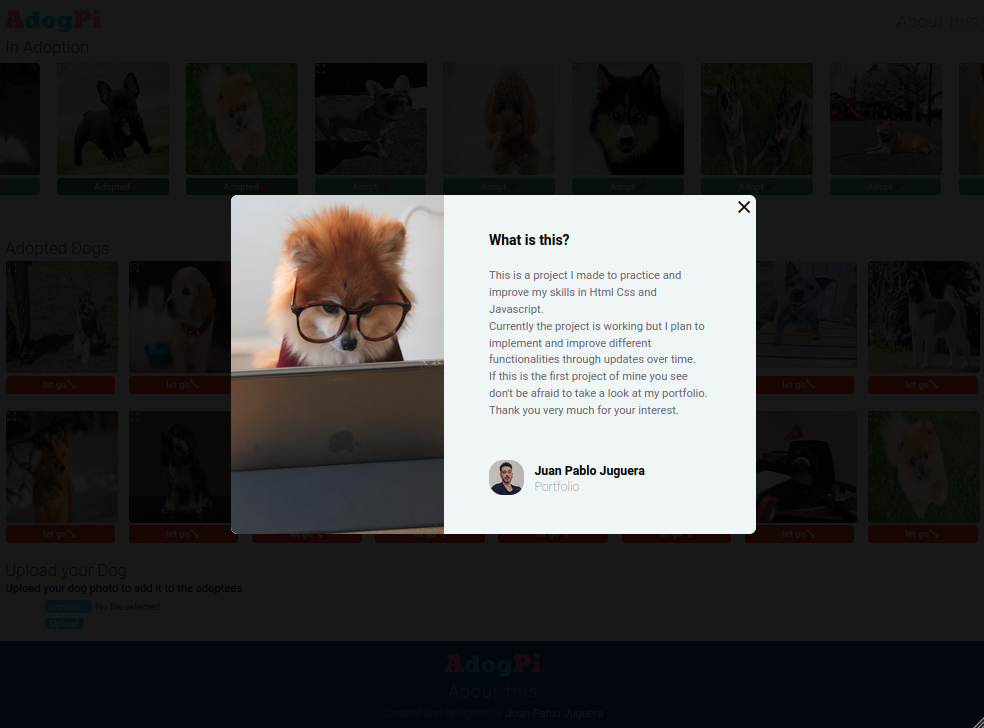 AdogPi
About this
In Adoption
Adopted
Adopted
Adopt
Adopt
Adopt
Adopt
Adopt
Adopted Dogs
What is this?
This is a project I made to practice and
improve my skills in Html Css and
Javascript.
Currently the project is working but I plan to
implement and improve different
functionalities through updates over time.
If this is the first project of mine you see
don't be afraid to take a look at my portfolio.
Thank you very much for your interest.
Juan Pablo Juguera
Portfolio
let go
let go
let go
let go
let go
let go
let go
let go
Upload your Dog
Upload your dog photo to add it to the adoptees
Browse... No file selected.
Upload
AdogPi
About this
Created and designed by Juan Pablo Juguera